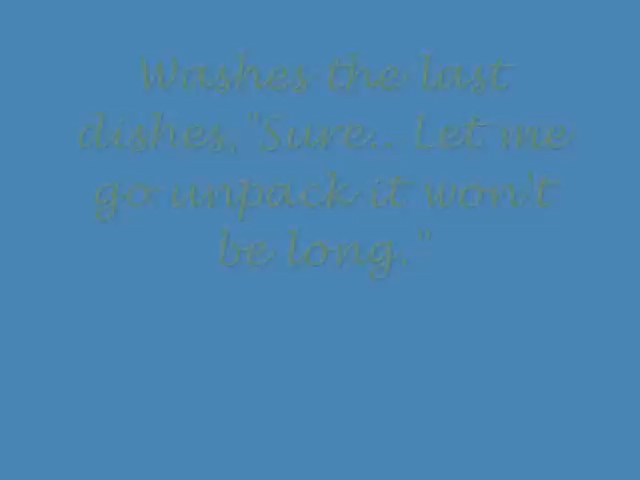 Washes the last
dishes,"Sure... Let me
go unpack it won't
be long."